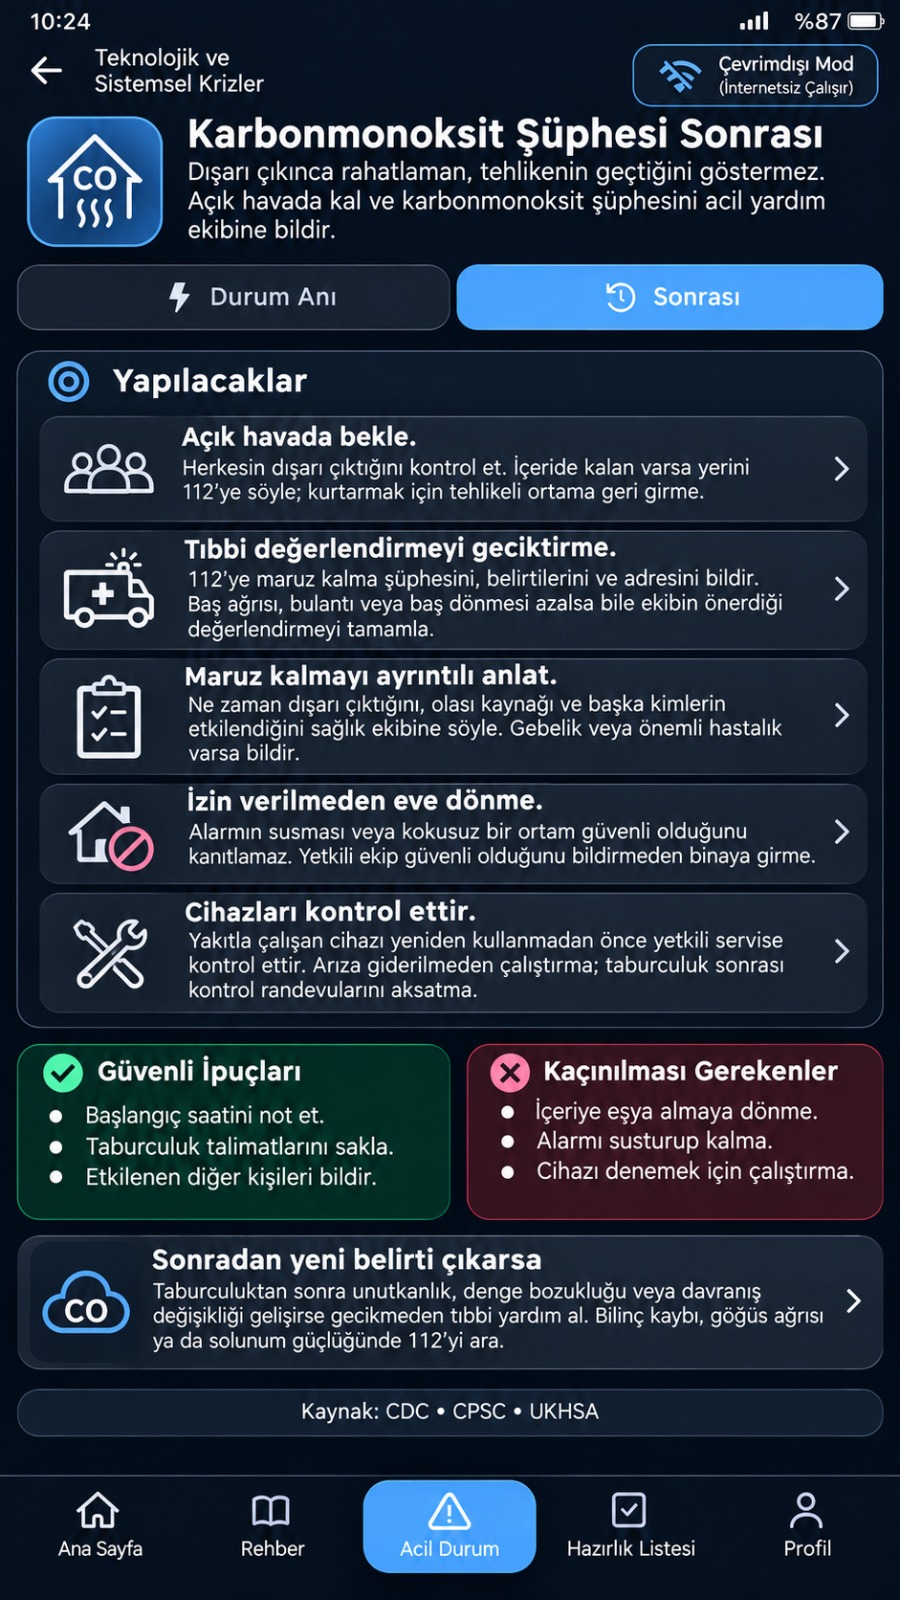 10:24
%87
Teknolojik ve
Sistemsel Krizler
Çevrimdışı Mod
(İnternetsiz Çalışır)
CO
Karbonmonoksit Şüphesi Sonrası
Dışarı çıkınca rahatlaman, tehlikenin geçtiğini göstermez.
Açık havada kal ve karbonmonoksit şüphesini acil yardım
ekibine bildir.
Durum Anı
Sonrası
Yapılacaklar
Açık havada bekle.
Herkesin dışarı çıktığını kontrol et. İçeride kalan varsa yerini
112'ye söyle; kurtarmak için tehlikeli ortama geri girme.
Tıbbi değerlendirmeyi geciktirme.
112'ye maruz kalma şüphesini, belirtilerini ve adresini bildir.
Baş ağrısı, bulantı veya baş dönmesi azalsa bile ekibin önerdiği
değerlendirmeyi tamamla.
Maruz kalmayı ayrıntılı anlat.
Ne zaman dışarı çıktığını, olası kaynağı ve başka kimlerin
etkilendiğini sağlık ekibine söyle. Gebelik veya önemli hastalık
varsa bildir.
İzin verilmeden eve dönme.
Alarmın susması veya kokusuz bir ortam güvenli olduğunu
kanıtlamaz. Yetkili ekip güvenli olduğunu bildirmeden binaya girme.
Cihazları kontrol ettir.
Yakıtla çalışan cihazı yeniden kullanmadan önce yetkili servise
kontrol ettir. Arıza giderilmeden çalıştırma; taburculuk sonrası
kontrol randevularını aksatma.
Güvenli İpuçları
● Başlangıç saatini not et.
● Taburculuk talimatlarını sakla.
● Etkilenen diğer kişileri bildir.
Kaçınılması Gerekenler
● İçeriye eşya almaya dönme.
● Alarmı susturup kalma.
● Cihazı denemek için çalıştırma.
CO
Sonradan yeni belirti çıkarsa
Taburculuktan sonra unutkanlık, denge bozukluğu veya davranış
değişikliği gelişirse gecikmeden tıbbi yardım al. Bilinç kaybı, göğüs ağrısı
ya da solunum güçlüğünde 112'yi ara.
Kaynak: CDC • CPSC • UKHSA
Ana Sayfa
Rehber
Acil Durum
Hazırlık Listesi
Profil